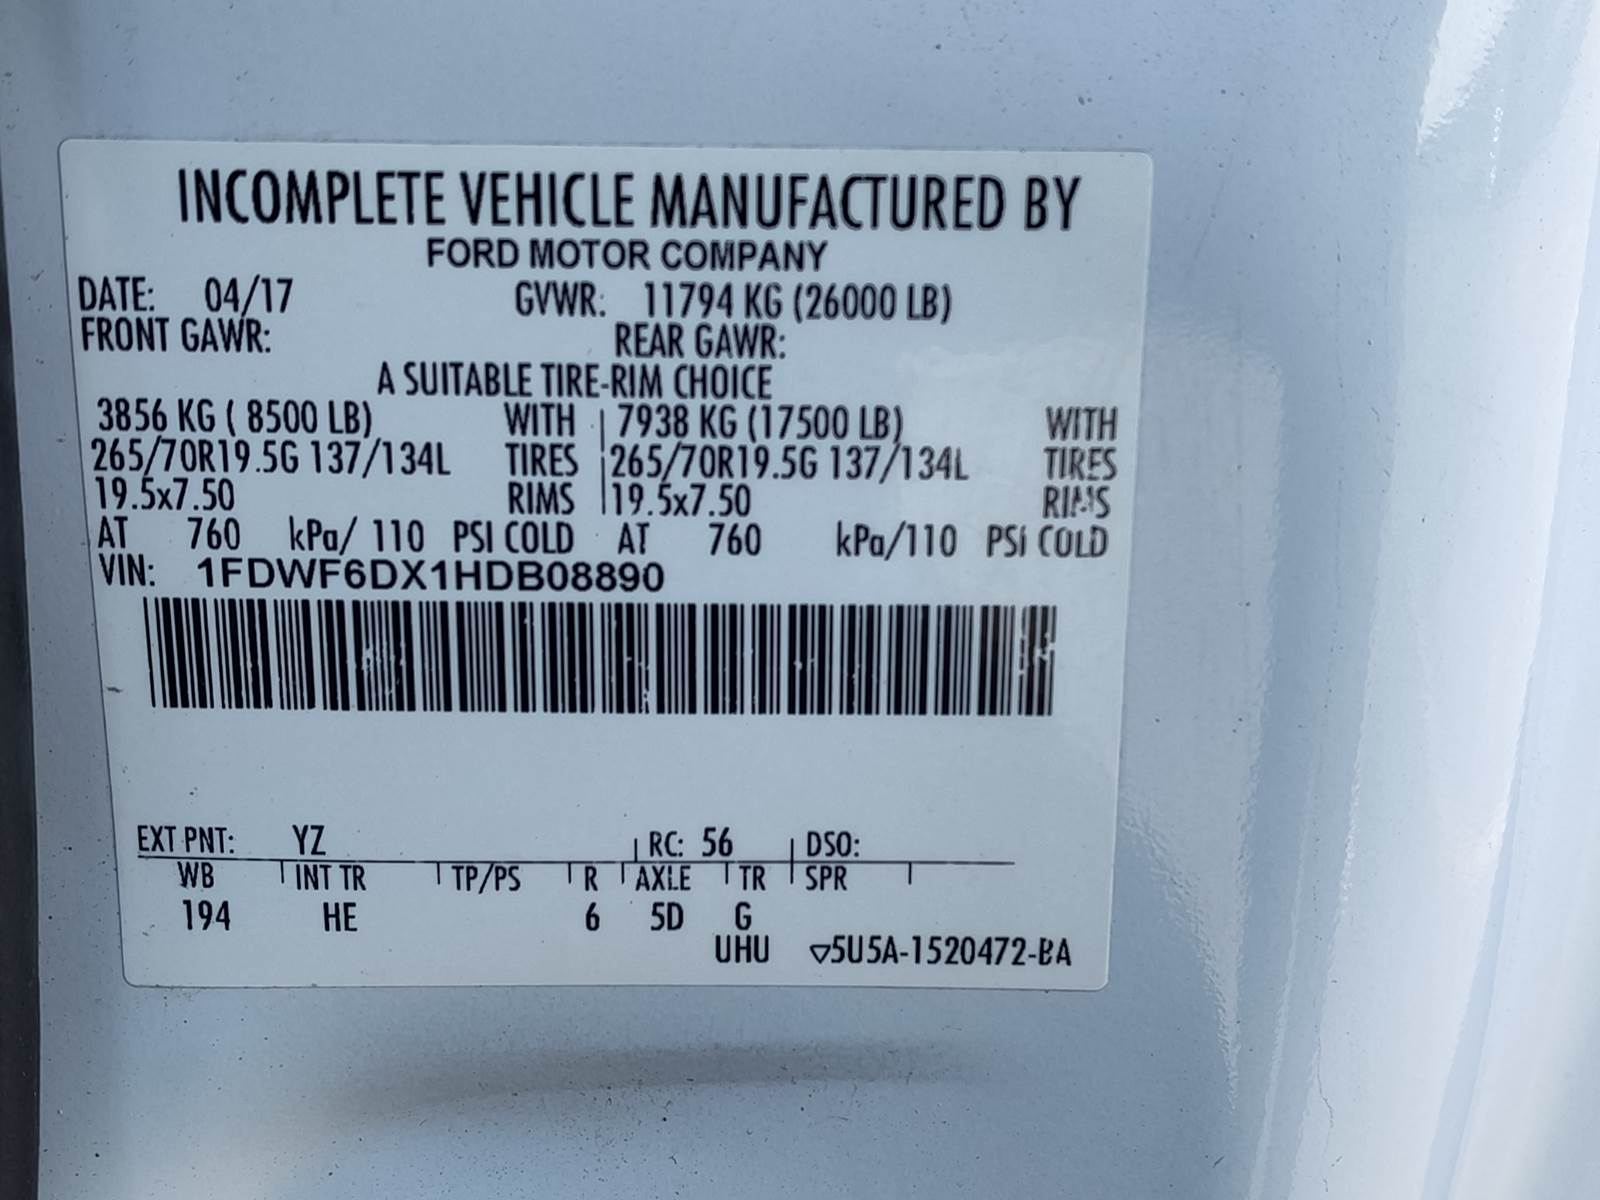 INCOMPLETE VEHICLE MANUFACTURED BY
FORD MOTOR COMPANY
DATE: 04/17 GVWR: 11794 KG (26000 LB)
FRONT GAWR: REAR GAWR:
A SUITABLE TIRE-RIM CHOICE
3856 KG ( 8500 LB) WITH 7938 KG (17500 LB) WITH
265/70R19.5G 137/134L TIRES 265/70R19.5G 137/134L TIRES
19.5x7.50 RIMS 19.5x7.50 RIMS
AT 760 kPa/ 110 PSI COLD AT 760 kPa/110 PSI COLD
VIN: 1FDWF6DX1HDB08890
EXT PNT: YZ RC: 56 DSO:
WB INT TR TP/PS R AXLE TR SPR
194 HE 6 5D G
UHU ▽5U5A-1520472-BA